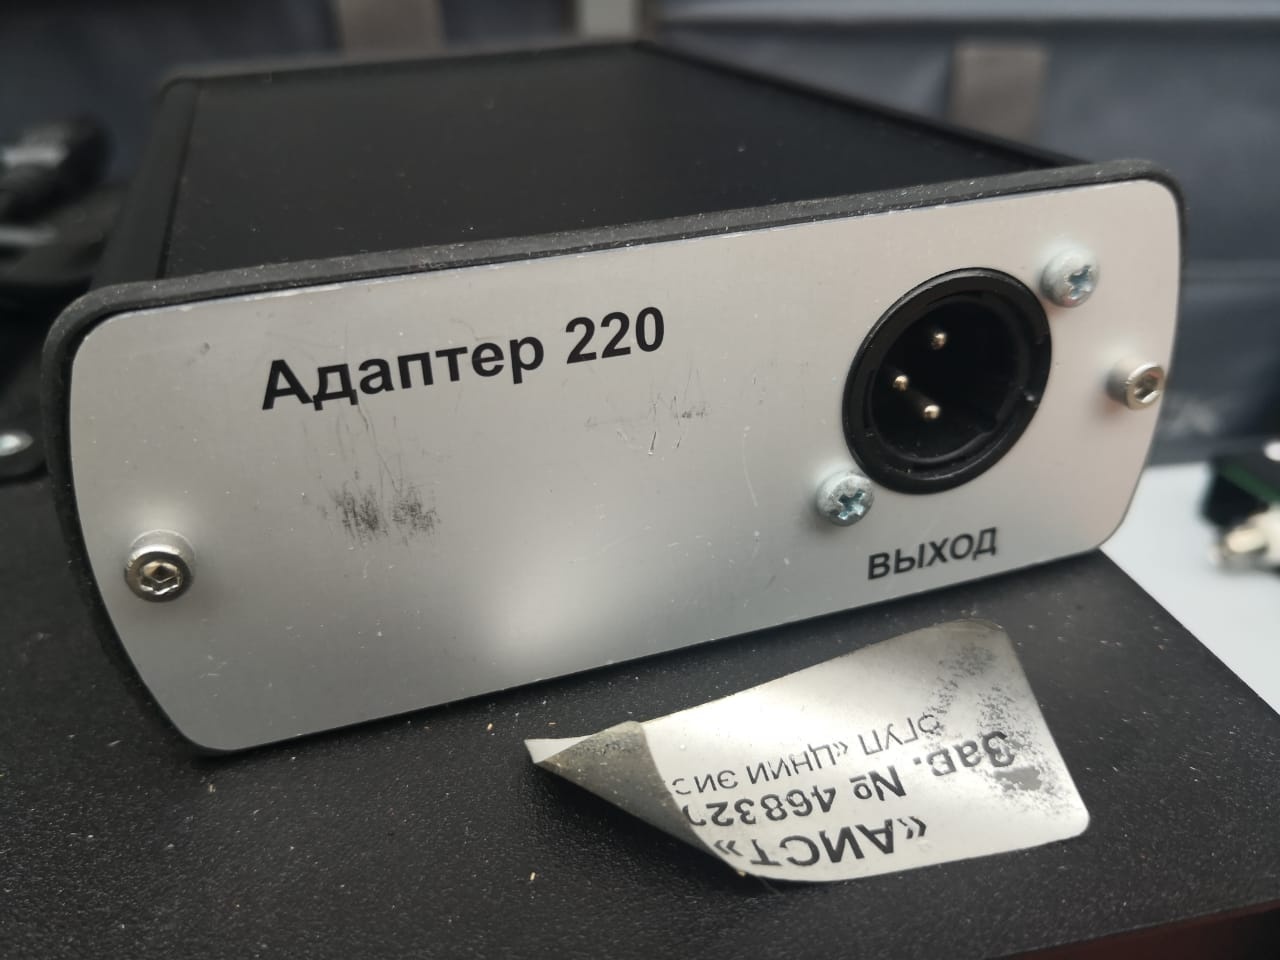 Адаптер 220
ВЫХОД
«АИСТ»
Зав. № 46832
ФГУП «ЦНИИ